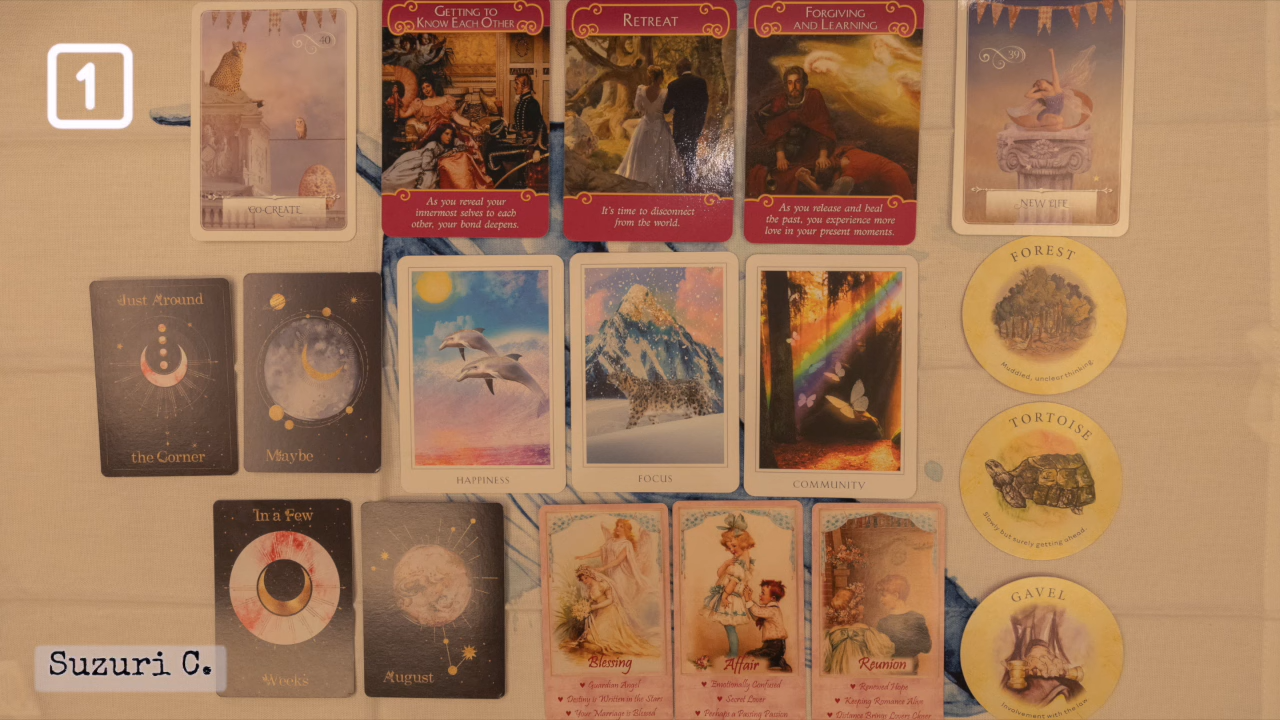 1
40
CO-CREATE
GETTING TO
KNOW EACH OTHER
As you reveal your
innermost selves to each
other, your bond deepens.
RETREAT
It's time to disconnect
from the world.
FORGIVING
AND LEARNING
As you release and heal
the past, you experience more
love in your present moments.
39
NEW LIFE
Just Around
the Corner
Maybe
HAPPINESS
FOCUS
COMMUNITY
FOREST
Muddled, unclear thinking.
TORTOISE
Slowly but surely getting ahead.
GAVEL
Involvement with the law.
In a Few
Weeks
August
Blessing
♥ Guardian Angel
♥ Destiny is Written in the Stars
♥ Your Marriage is Blessed
Affair
♥ Emotionally Confused
♥ Secret Lover
♥ Perhaps a Passing Passion
Reunion
♥ Renewed Hope
♥ Keeping Romance Alive
♥ Distance Brings Lovers Closer
Suzuri C.